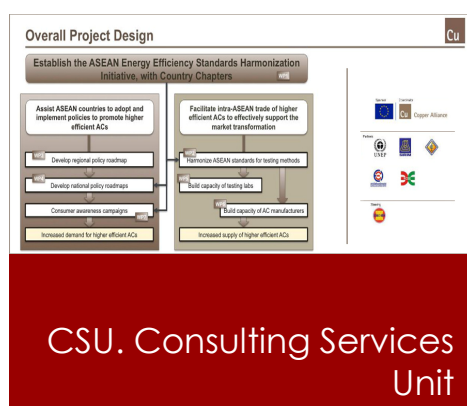 Overall Project Design
Cu
Establish the ASEAN Energy Efficiency Standards Harmonization
Initiative, with Country Chapters
Assist ASEAN countries to adopt and
implement policies to promote higher
efficient ACs
Develop regional policy roadmap
Develop national policy roadmaps
Consumer awareness campaigns
Increased demand for higher efficient ACs
Facilitate intra-ASEAN trade of higher
efficient ACs to effectively support the
market transformation
Harmonize ASEAN standards for testing methods
Build capacity of testing labs
Build capacity of AC manufacturers
Increased supply of higher efficient ACs
Cu
Copper Alliance
UNEP
CSU. Consulting Services
Unit